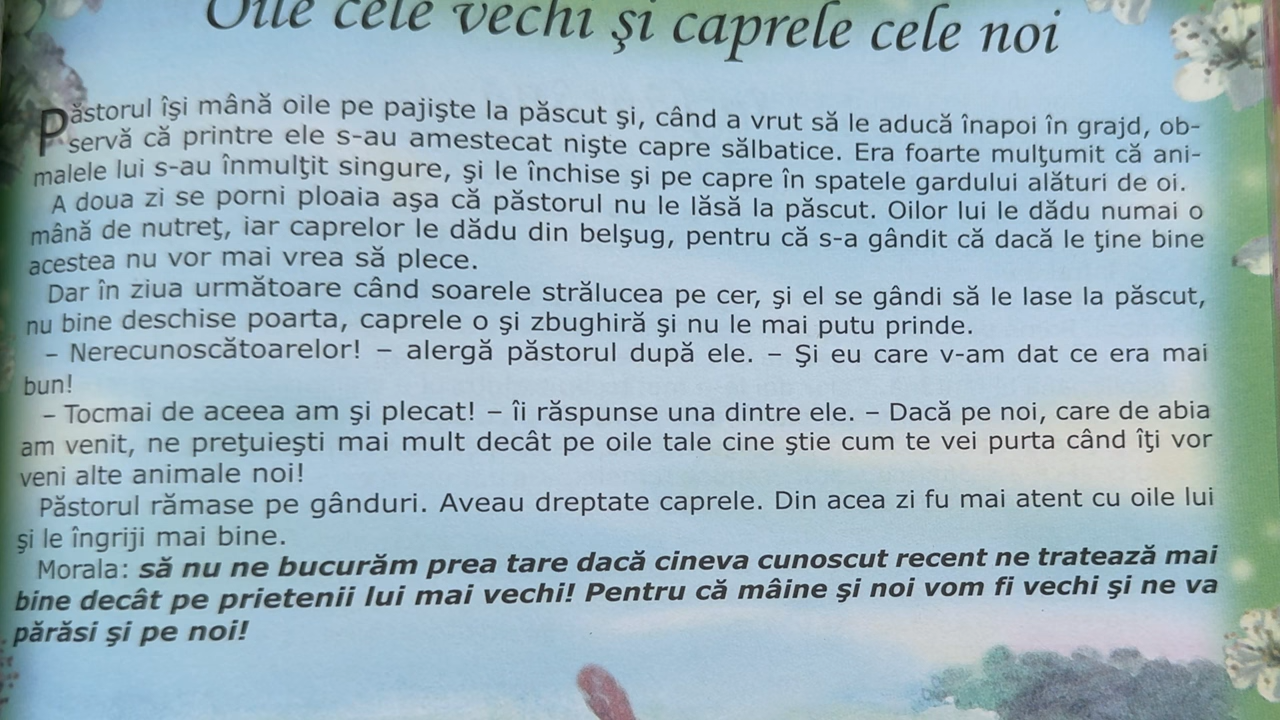 Oile cele vechi şi caprele cele noi
Păstorul îşi mână oile pe pajişte la păscut şi, când a vrut să le aducă înapoi în grajd, ob-
servă că printre ele s-au amestecat nişte capre sălbatice. Era foarte mulţumit că ani-
malele lui s-au înmulţit singure, şi le închise şi pe capre în spatele gardului alături de oi.
A doua zi se porni ploaia aşa că păstorul nu le lăsă la păscut. Oilor lui le dădu numai o
mână de nutreţ, iar caprelor le dădu din belşug, pentru că s-a gândit că dacă le ţine bine
acestea nu vor mai vrea să plece.
Dar în ziua următoare când soarele strălucea pe cer, şi el se gândi să le lase la păscut,
nu bine deschise poarta, caprele o şi zbughiră şi nu le mai putu prinde.
– Nerecunoscătoarelor! – alergă păstorul după ele. – Şi eu care v-am dat ce era mai
bun!
– Tocmai de aceea am şi plecat! – îi răspunse una dintre ele. – Dacă pe noi, care de abia
am venit, ne preţuieşti mai mult decât pe oile tale cine ştie cum te vei purta când îţi vor
veni alte animale noi!
Păstorul rămase pe gânduri. Aveau dreptate caprele. Din acea zi fu mai atent cu oile lui
şi le îngriji mai bine.
Morala: să nu ne bucurăm prea tare dacă cineva cunoscut recent ne tratează mai
bine decât pe prietenii lui mai vechi! Pentru că mâine şi noi vom fi vechi şi ne va
părăsi şi pe noi!